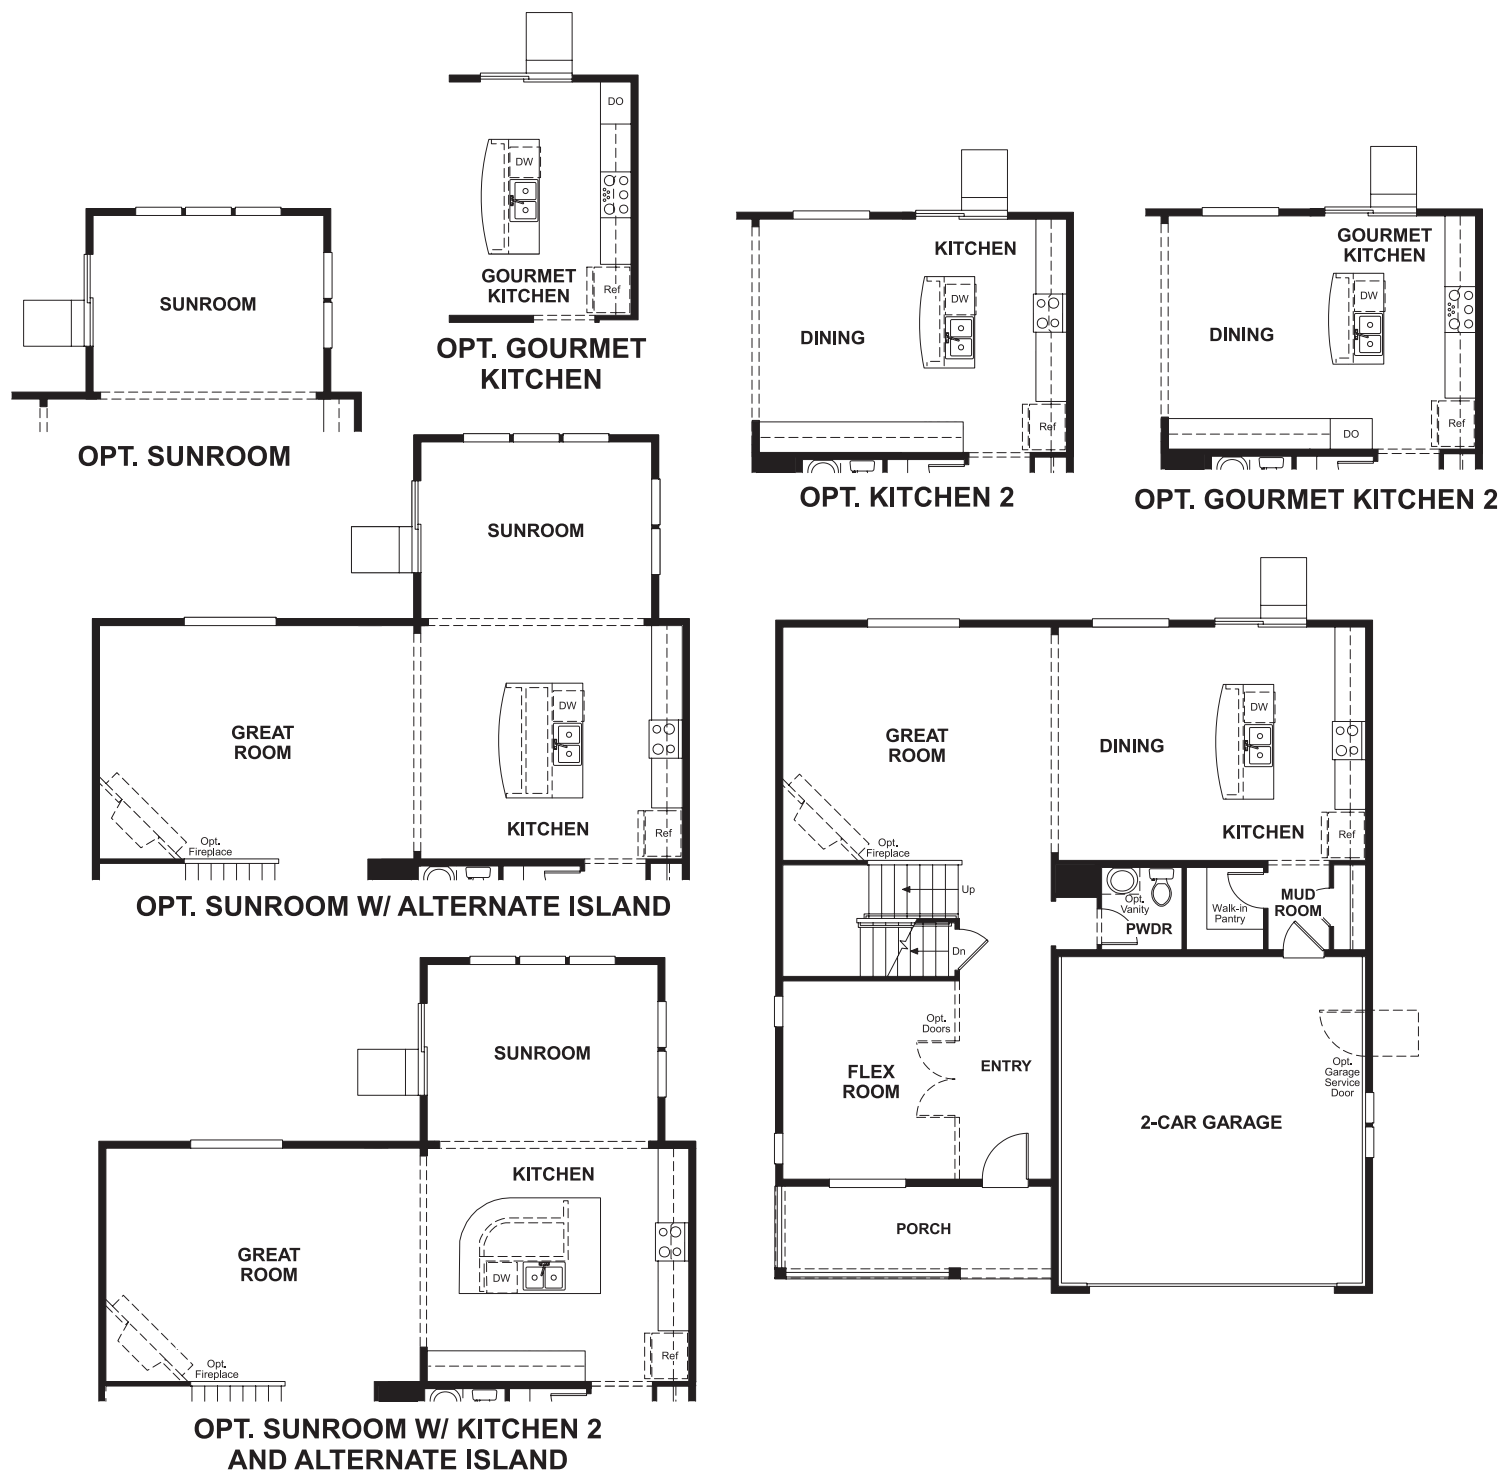 DO
DW
GOURMET
KITCHEN
Ref
OPT. GOURMET
KITCHEN
SUNROOM
OPT. SUNROOM
KITCHEN
DW
DINING
Ref
OPT. KITCHEN 2
GOURMET
KITCHEN
DW
DINING
DO
Ref
OPT. GOURMET KITCHEN 2
SUNROOM
GREAT
ROOM
DW
KITCHEN
Ref
Opt.
Fireplace
OPT. SUNROOM W/ ALTERNATE ISLAND
SUNROOM
KITCHEN
GREAT
ROOM
DW
Ref
Opt.
Fireplace
OPT. SUNROOM W/ KITCHEN 2
AND ALTERNATE ISLAND
GREAT
ROOM
DINING
DW
KITCHEN
Ref
Opt.
Fireplace
Up
Dn
Opt.
Vanity
PWDR
Walk-in
Pantry
MUD
ROOM
Opt.
Doors
FLEX
ROOM
ENTRY
Opt.
Garage
Service
Door
2-CAR GARAGE
PORCH